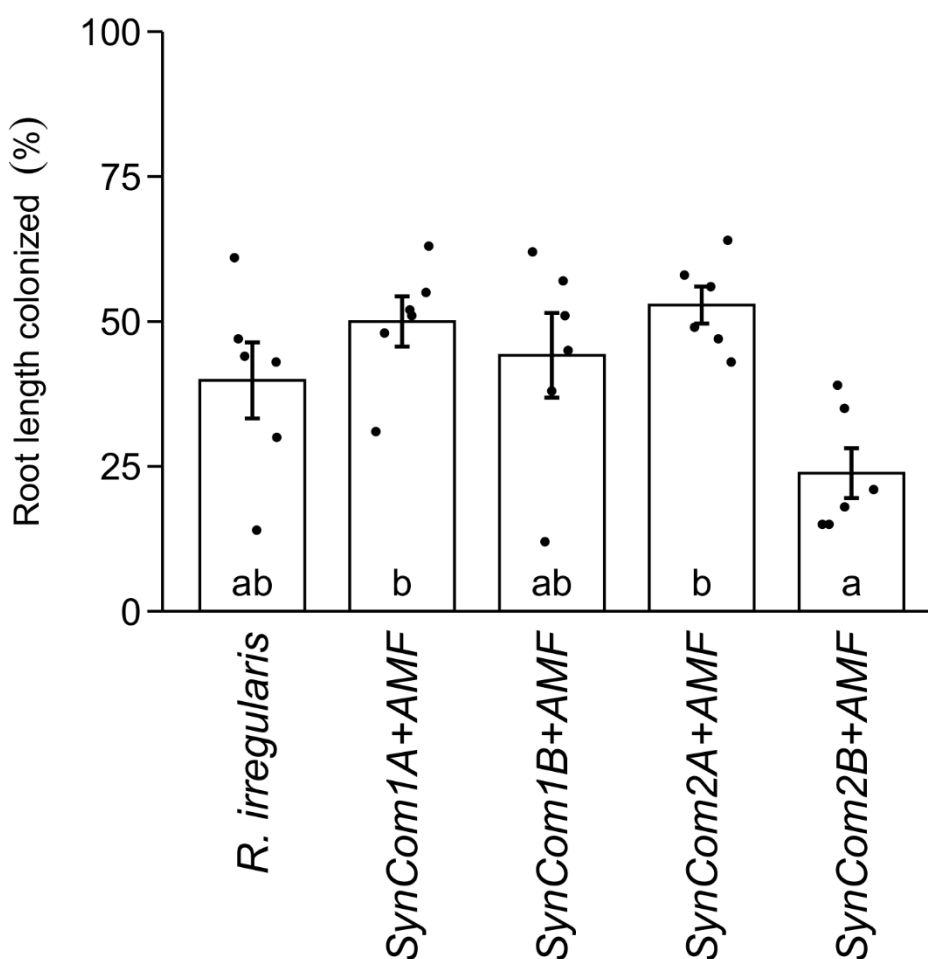 Root length colonized (%)
100
75
50
25
0
ab
b
ab
b
a
R. irregularis
SynCom1A+AMF
SynCom1B+AMF
SynCom2A+AMF
SynCom2B+AMF